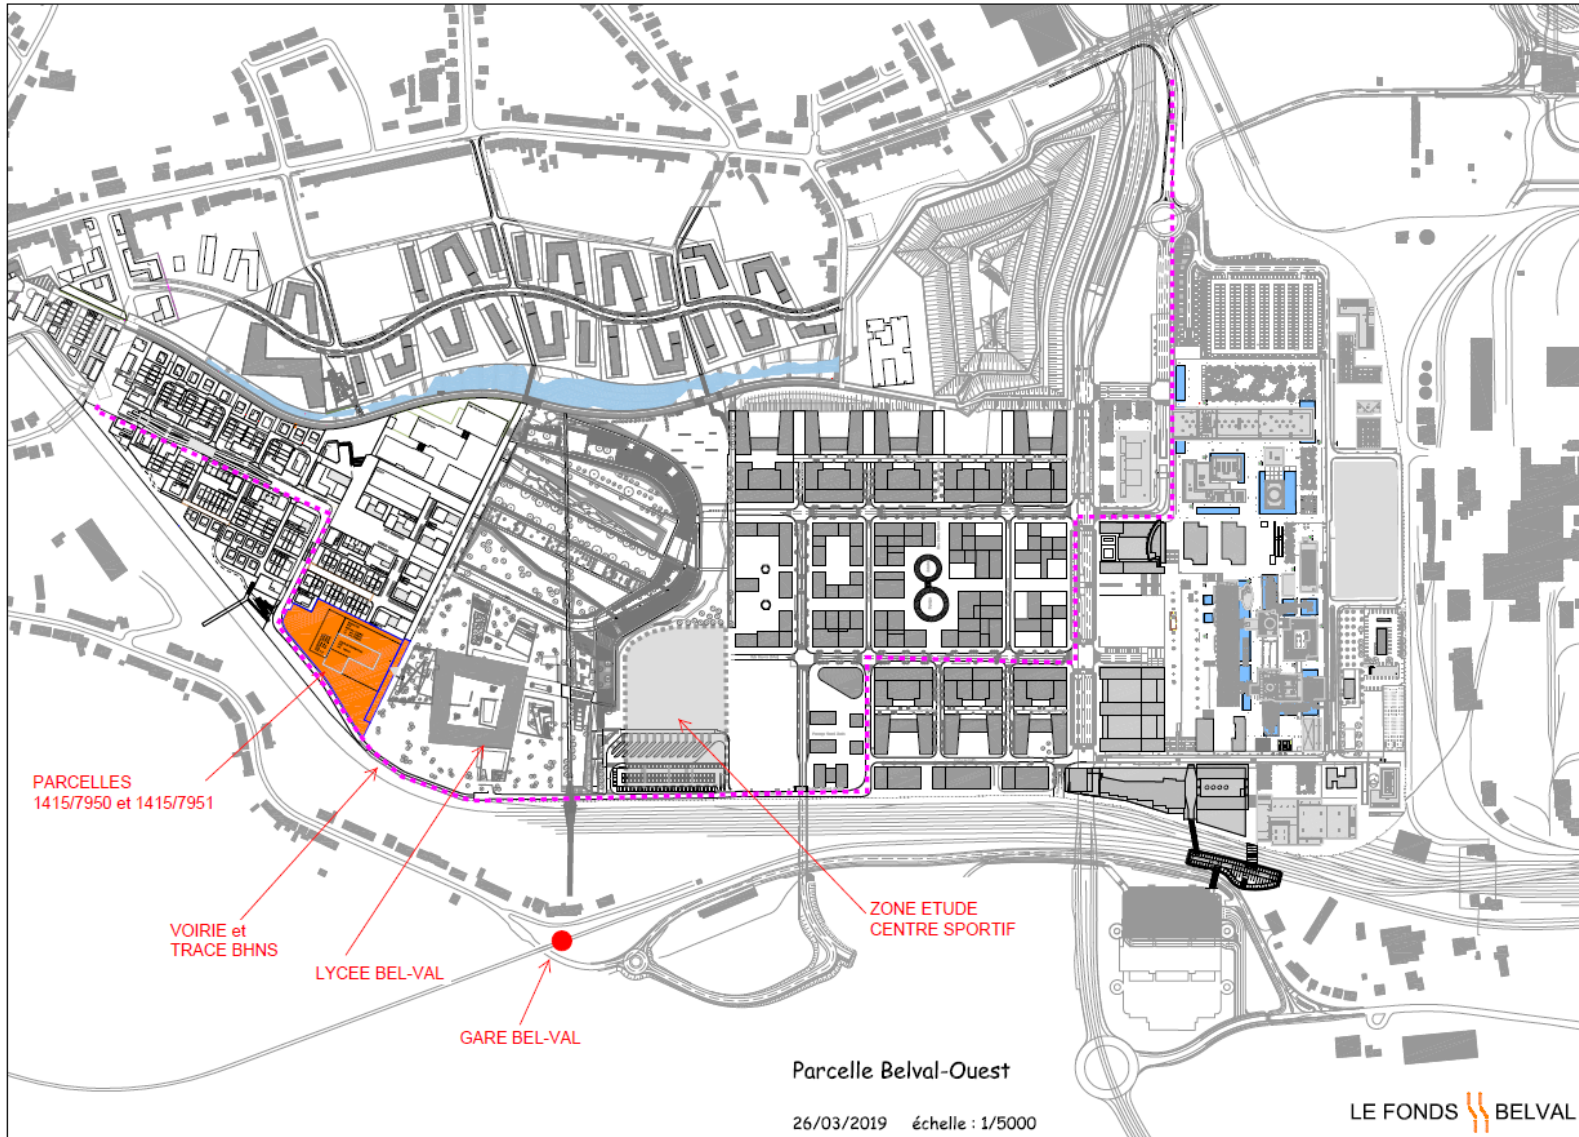 PARCELLES
1415/7950 et 1415/7951
VOIRIE et
TRACE BHNS
LYCEE BEL-VAL
GARE BEL-VAL
ZONE ETUDE
CENTRE SPORTIF
Parcelle Belval-Ouest
26/03/2019 échelle : 1/5000
LE FONDS BELVAL